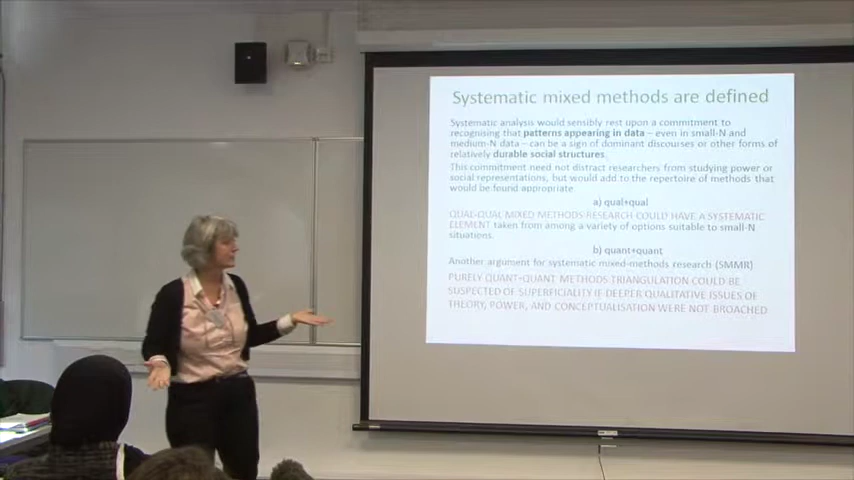 Systematic mixed methods are defined
Systematic analysis would sensibly rest upon a commitment to
recognising that patterns appearing in data – even in small-N and
medium-N data – can be a sign of dominant discourses or other forms of
relatively durable social structures.
This commitment need not distract researchers from studying power or
social representations, but would add to the repertoire of methods that
would be found appropriate.
a) qual+qual
QUAL-QUAL MIXED METHODS RESEARCH COULD HAVE A SYSTEMATIC
ELEMENT taken from among a variety of options suitable to small-N
situations.
b) quant+quant
Another argument for systematic mixed-methods research (SMMR)
PURELY QUANT-QUANT METHODS TRIANGULATION COULD BE
SUSPECTED OF SUPERFICIALITY IF DEEPER QUALITATIVE ISSUES OF
THEORY, POWER, AND CONCEPTUALISATION WERE NOT BROACHED